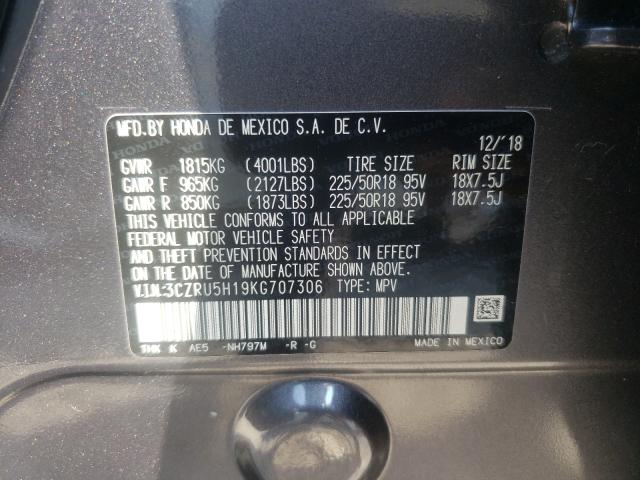 MFD.BY HONDA DE MEXICO S.A. DE C.V.
12/'18
GVWR 1815KG (4001LBS) TIRE SIZE RIM SIZE
GAWR F 965KG (2127LBS) 225/50R18 95V 18X7.5J
GAWR R 850KG (1873LBS) 225/50R18 95V 18X7.5J
THIS VEHICLE CONFORMS TO ALL APPLICABLE
FEDERAL MOTOR VEHICLE SAFETY
AND THEFT PREVENTION STANDARDS IN EFFECT
ON THE DATE OF MANUFACTURE SHOWN ABOVE.
V.I.N.:3CZRU5H19KG707306 TYPE: MPV
THK K AE5 -NH797M -R -G MADE IN MEXICO